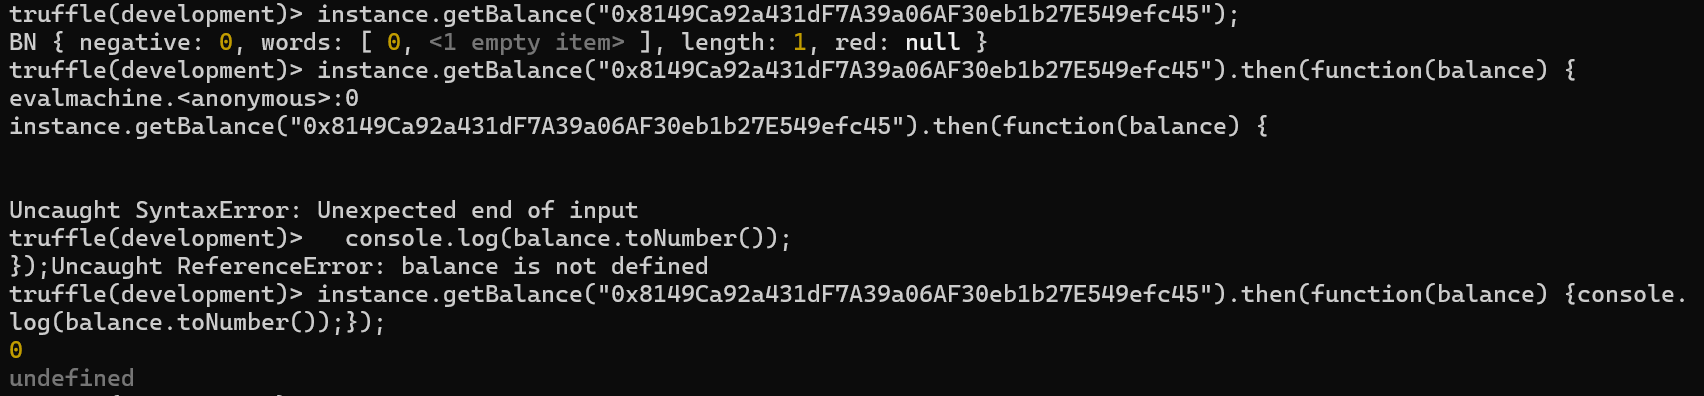 truffle(development)> instance.getBalance("0x8149Ca92a431dF7A39a06AF30eb1b27E549efc45");
BN { negative: 0, words: [ 0, <1 empty item> ], length: 1, red: null }
truffle(development)> instance.getBalance("0x8149Ca92a431dF7A39a06AF30eb1b27E549efc45").then(function(balance) {
evalmachine.<anonymous>:0
instance.getBalance("0x8149Ca92a431dF7A39a06AF30eb1b27E549efc45").then(function(balance) {
Uncaught SyntaxError: Unexpected end of input
truffle(development)>   console.log(balance.toNumber());
});Uncaught ReferenceError: balance is not defined
truffle(development)> instance.getBalance("0x8149Ca92a431dF7A39a06AF30eb1b27E549efc45").then(function(balance) {console.
log(balance.toNumber());});
0
undefined